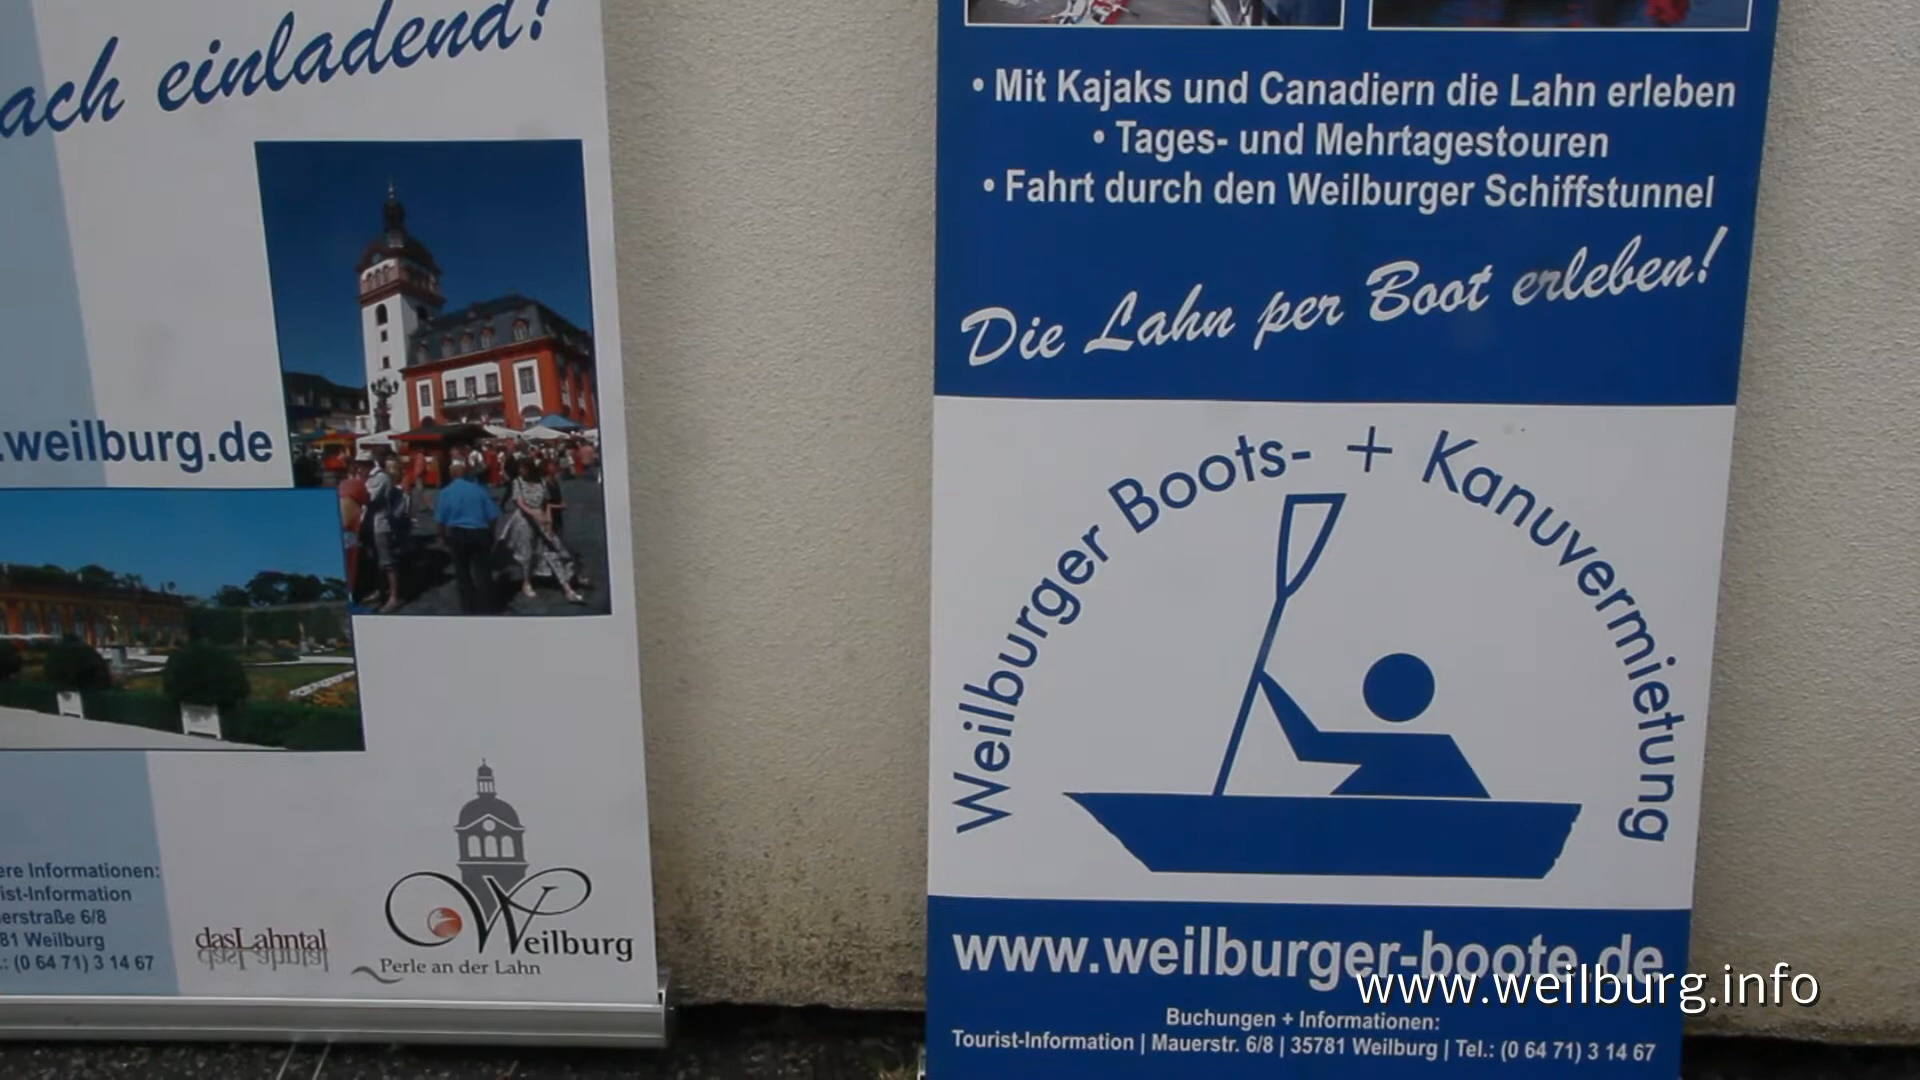 ach einladend!
.weilburg.de
ere Informationen:
ist-Information
erstraße 6/8
81 Weilburg
.: (0 64 71) 3 14 67
dasLahntal
Weilburg
Perle an der Lahn
• Mit Kajaks und Canadiern die Lahn erleben
• Tages- und Mehrtagestouren
• Fahrt durch den Weilburger Schiffstunnel
Die Lahn per Boot erleben!
Weilburger Boots- + Kanuvermietung
www.weilburger-boote.de
www.weilburg.info
Buchungen + Informationen:
Tourist-Information | Mauerstr. 6/8 | 35781 Weilburg | Tel.: (0 64 71) 3 14 67